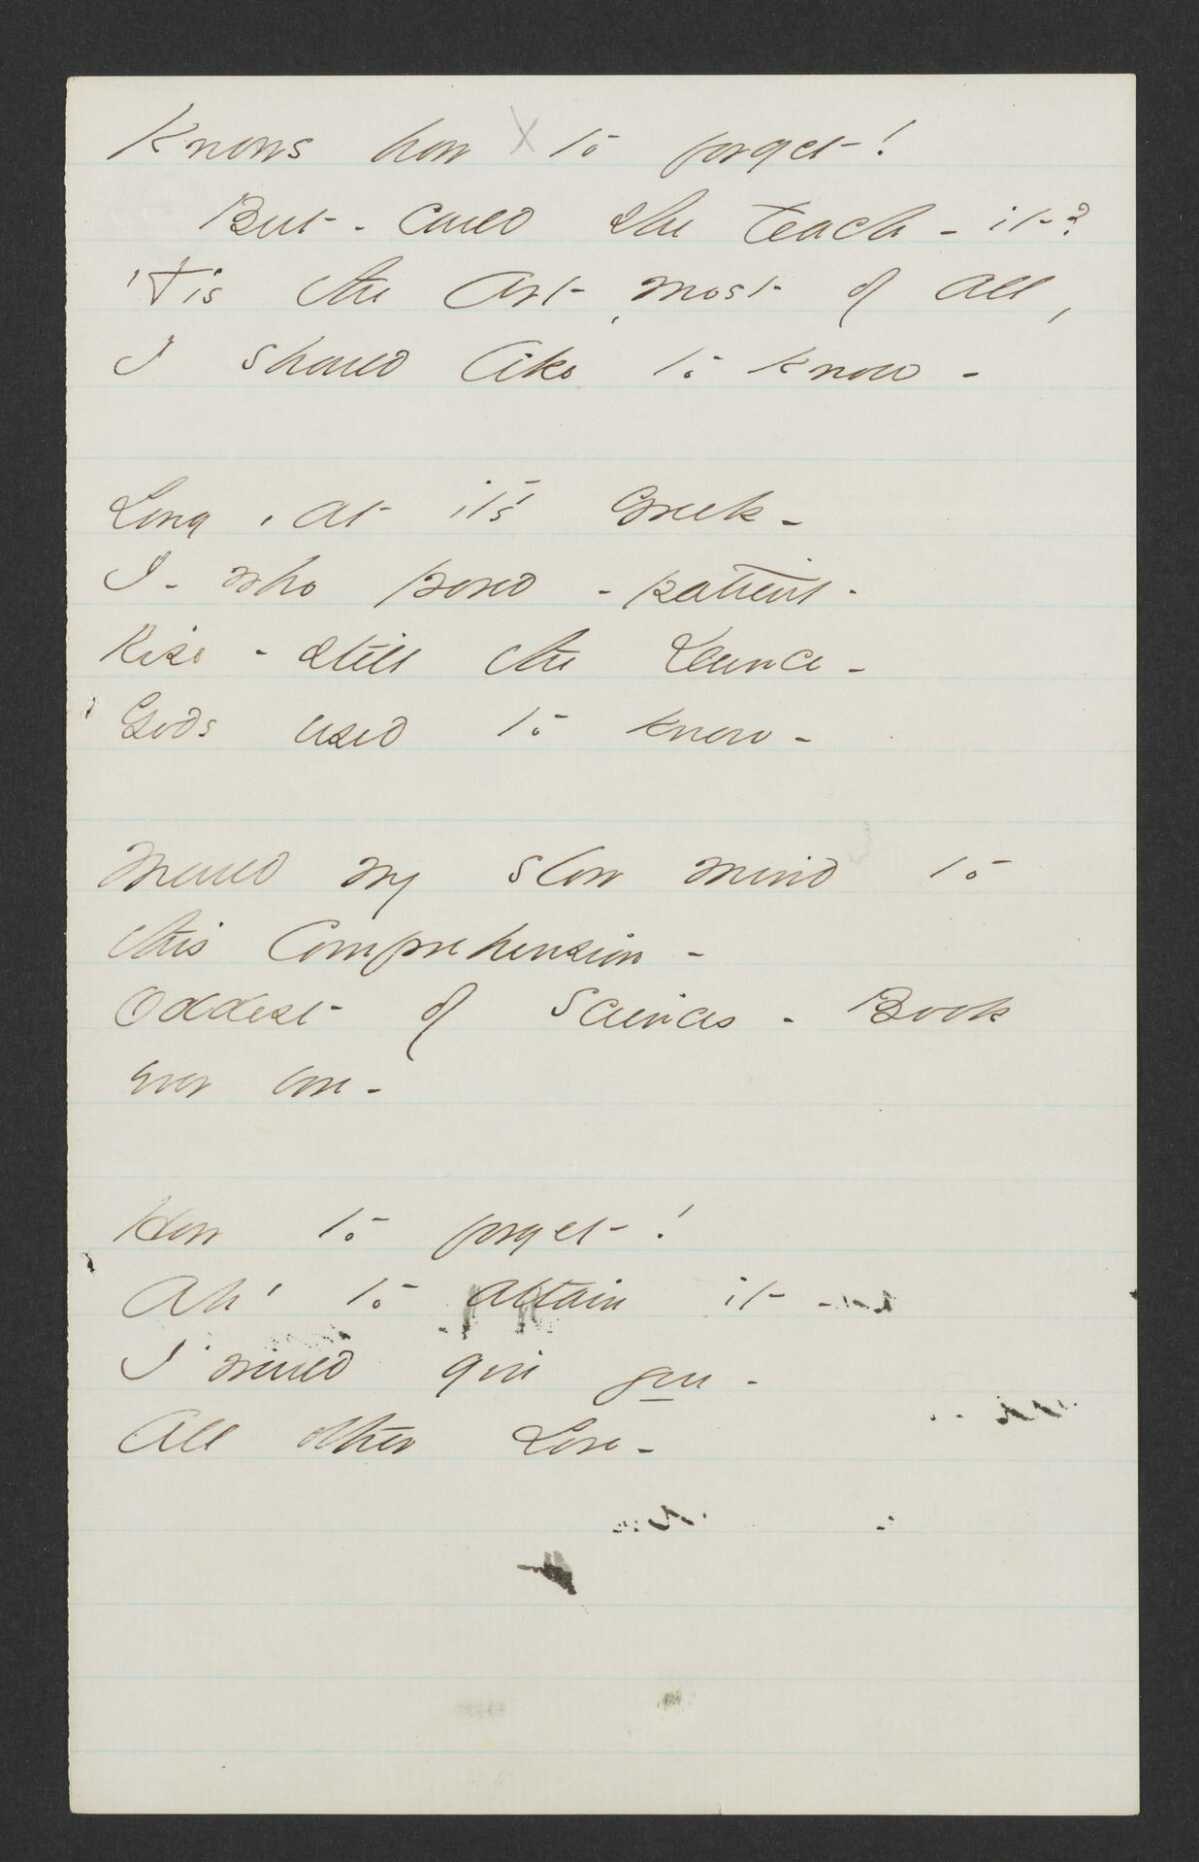 Knows how X to forget!
But - could she teach - it?
'Tis the Art, most of all,
I should like to know -
Long, at it's Greek -
I - who pored - patient -
Rise - still the Dunce -
Gods used to know -
Mould my slow mind to
this Comprehension -
Oddest of Sciences - Book
ever bore -
How to forget!
Ah, to attain it -
I would give you -
All other Lore -